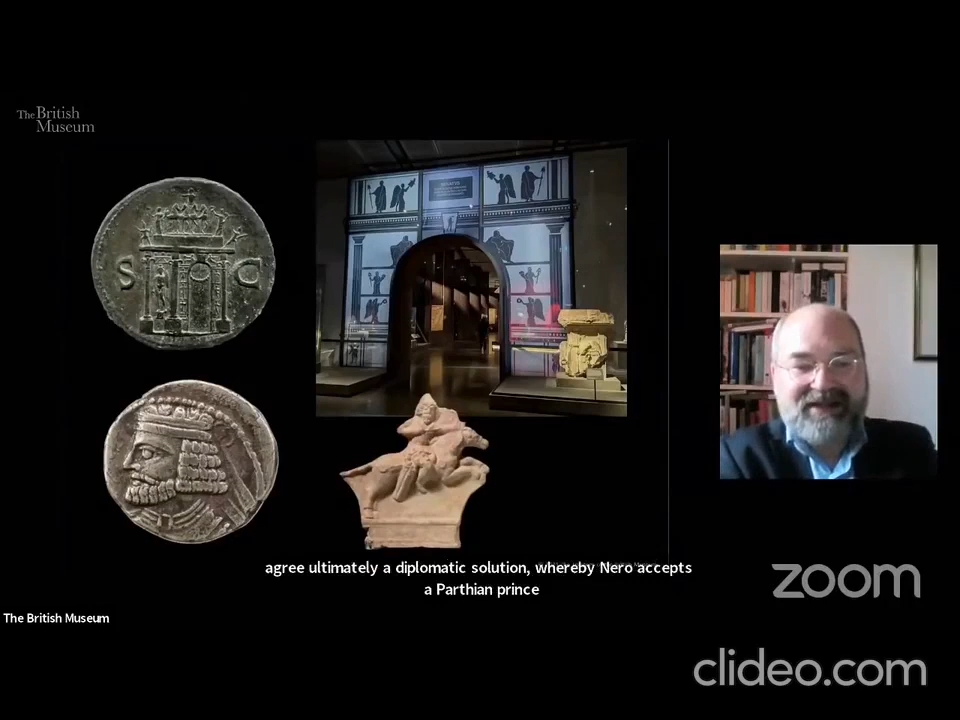 The British
Museum
S C
agree ultimately a diplomatic solution, whereby Nero accepts
a Parthian prince
The British Museum
zoom
clideo.com